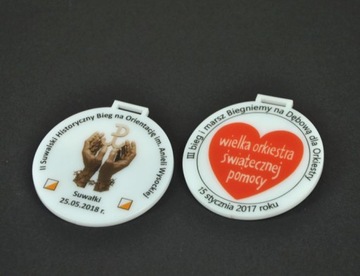 II Suwalski Historyczny Bieg na Orientację im. Anieli Wysockiej
Suwałki
25.05.2018 r.
III bieg i marsz Biegniemy na Dębową dla Orkiestry
wielka orkiestra
świątecznej
pomocy
15 stycznia 2017 roku